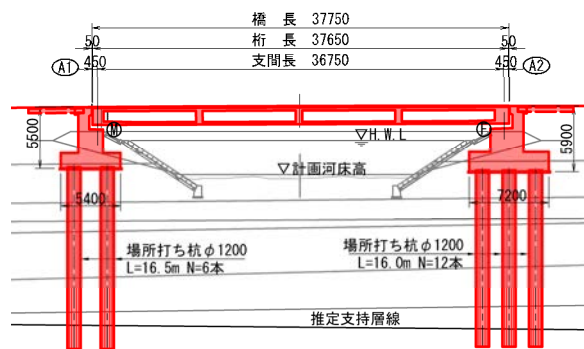 橋 長 37750
50 桁 長 37650 50
A1 450 支間長 36750 450 A2
5500 M ▽H.W.L F 5900
▽計画河床高
5400 7200
場所打ち杭φ1200 場所打ち杭φ1200
L=16.5m N=6本 L=16.0m N=12本
推定支持層線